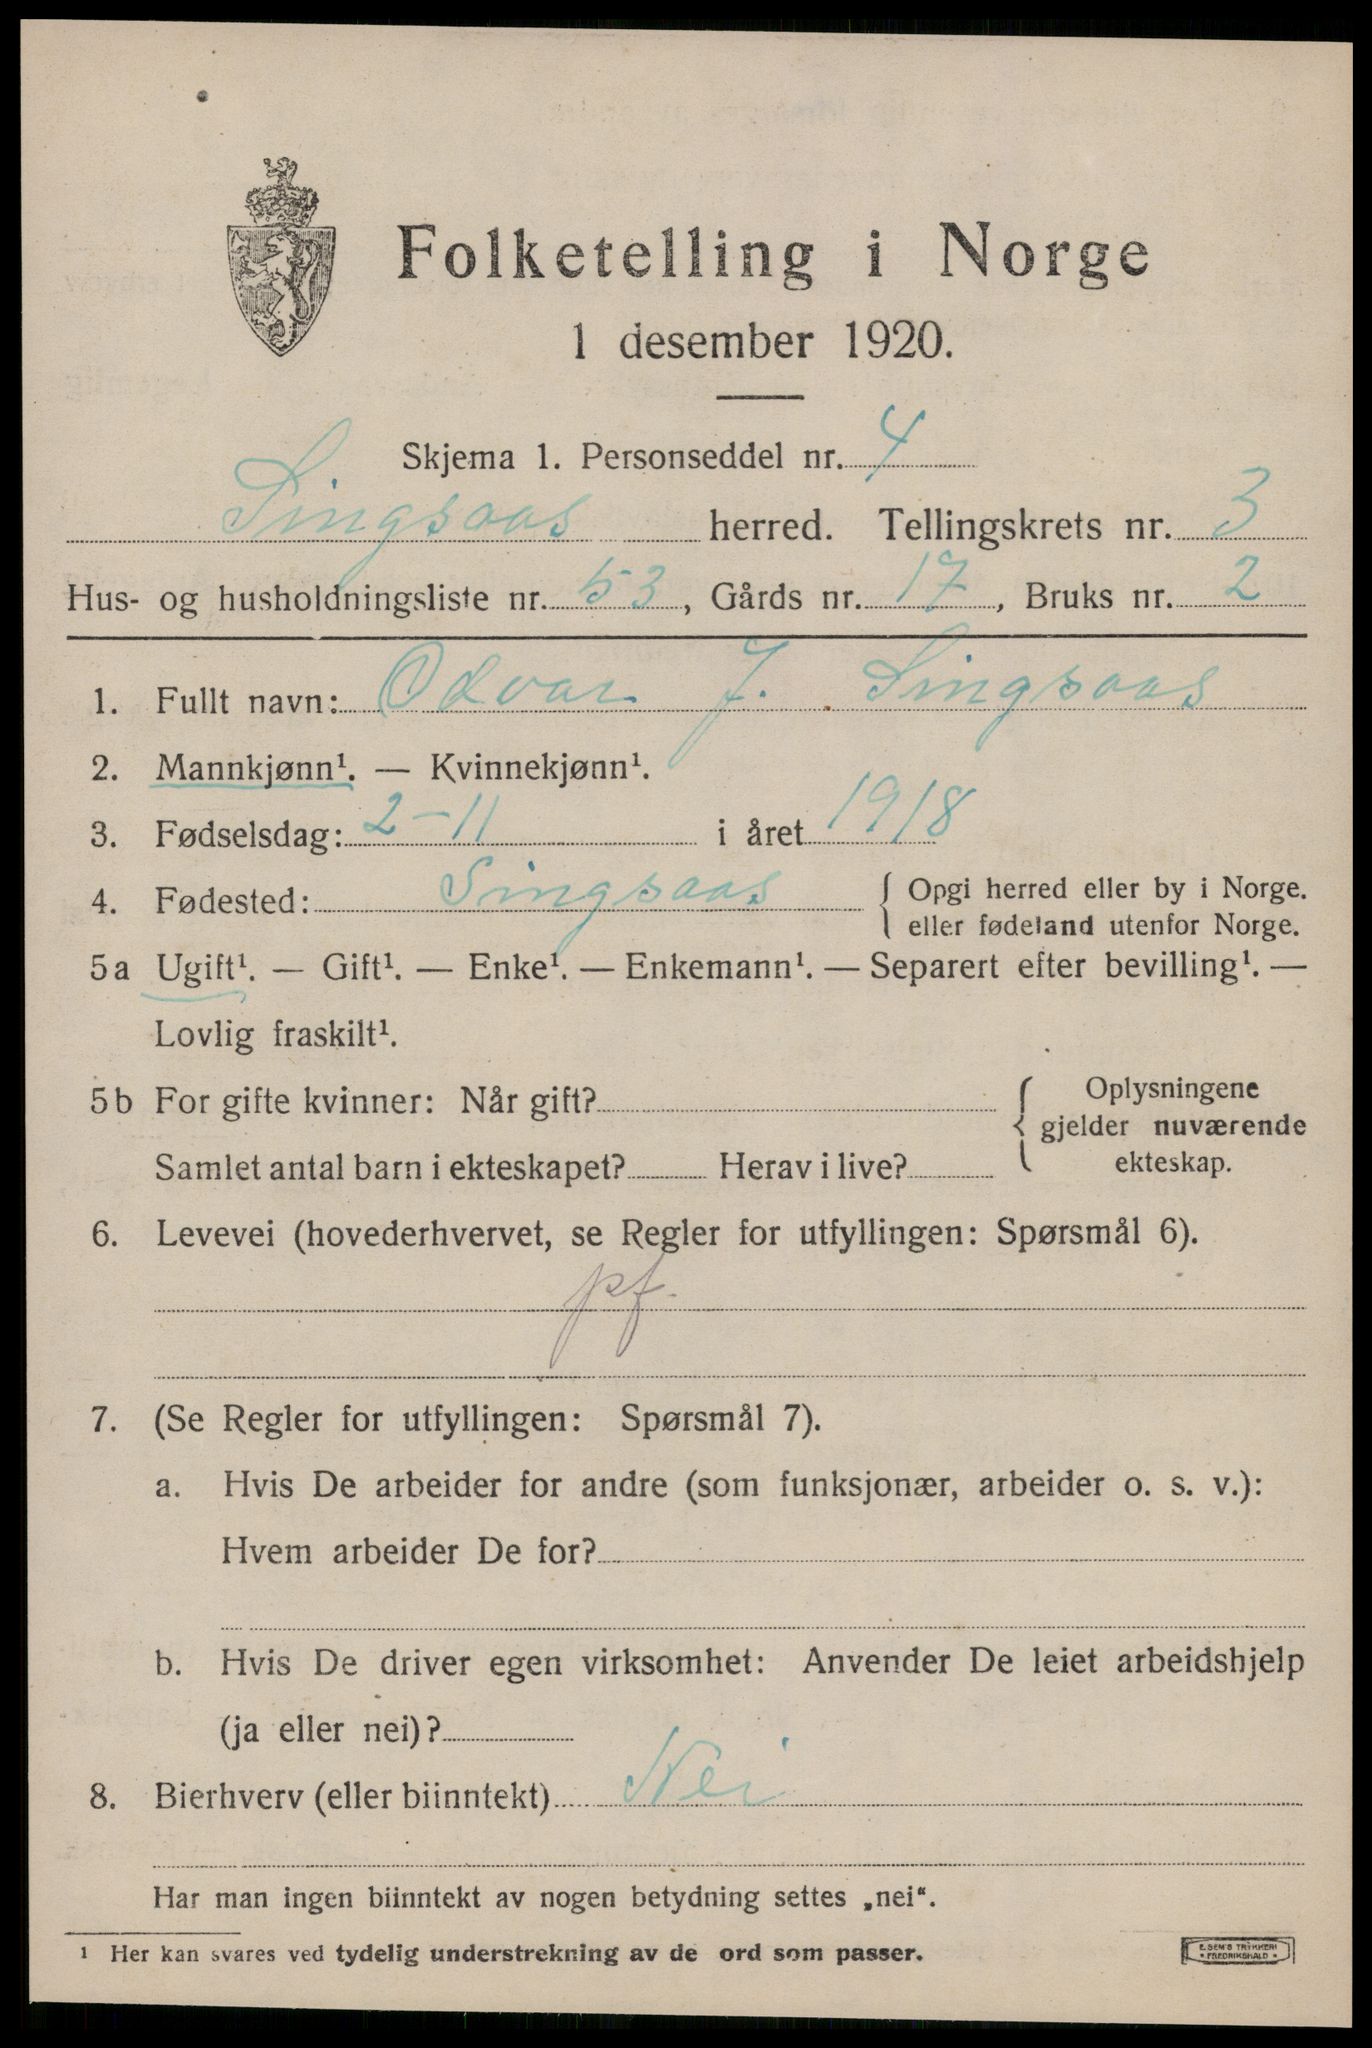 Folketelling i Norge
1 desember 1920.
Skjema 1. Personseddel nr. 4
Singsaas herred. Tellingskrets nr. 3
Hus- og husholdningsliste nr. 53, Gårds nr. 17, Bruks nr. 2
1. Fullt navn: Odvar J. Singsaas
2. Mannkjønn¹. — Kvinnekjønn¹.
3. Fødselsdag: 2-11 i året 1918
4. Fødested: Singsaas { Opgi herred eller by i Norge.
eller fødeland utenfor Norge.
5a Ugift¹. — Gift¹. — Enke¹. — Enkemann¹. — Separert efter bevilling¹. —
Lovlig fraskilt¹.
5b For gifte kvinner: Når gift? { Oplysningene
gjelder nuværende
Samlet antal barn i ekteskapet? Herav i live? ekteskap.
6. Levevei (hovederhvervet, se Regler for utfyllingen: Spørsmål 6).
pf.
7. (Se Regler for utfyllingen: Spørsmål 7).
a. Hvis De arbeider for andre (som funksjonær, arbeider o. s. v.):
Hvem arbeider De for?
b. Hvis De driver egen virksomhet: Anvender De leiet arbeidshjelp
(ja eller nei)?
8. Bierhverv (eller biinntekt) Nei
Har man ingen biinntekt av nogen betydning settes „nei“.
¹ Her kan svares ved tydelig understrekning av de ord som passer.
E. SEM'S TRYKKERI
* FREDRIKSHALD *